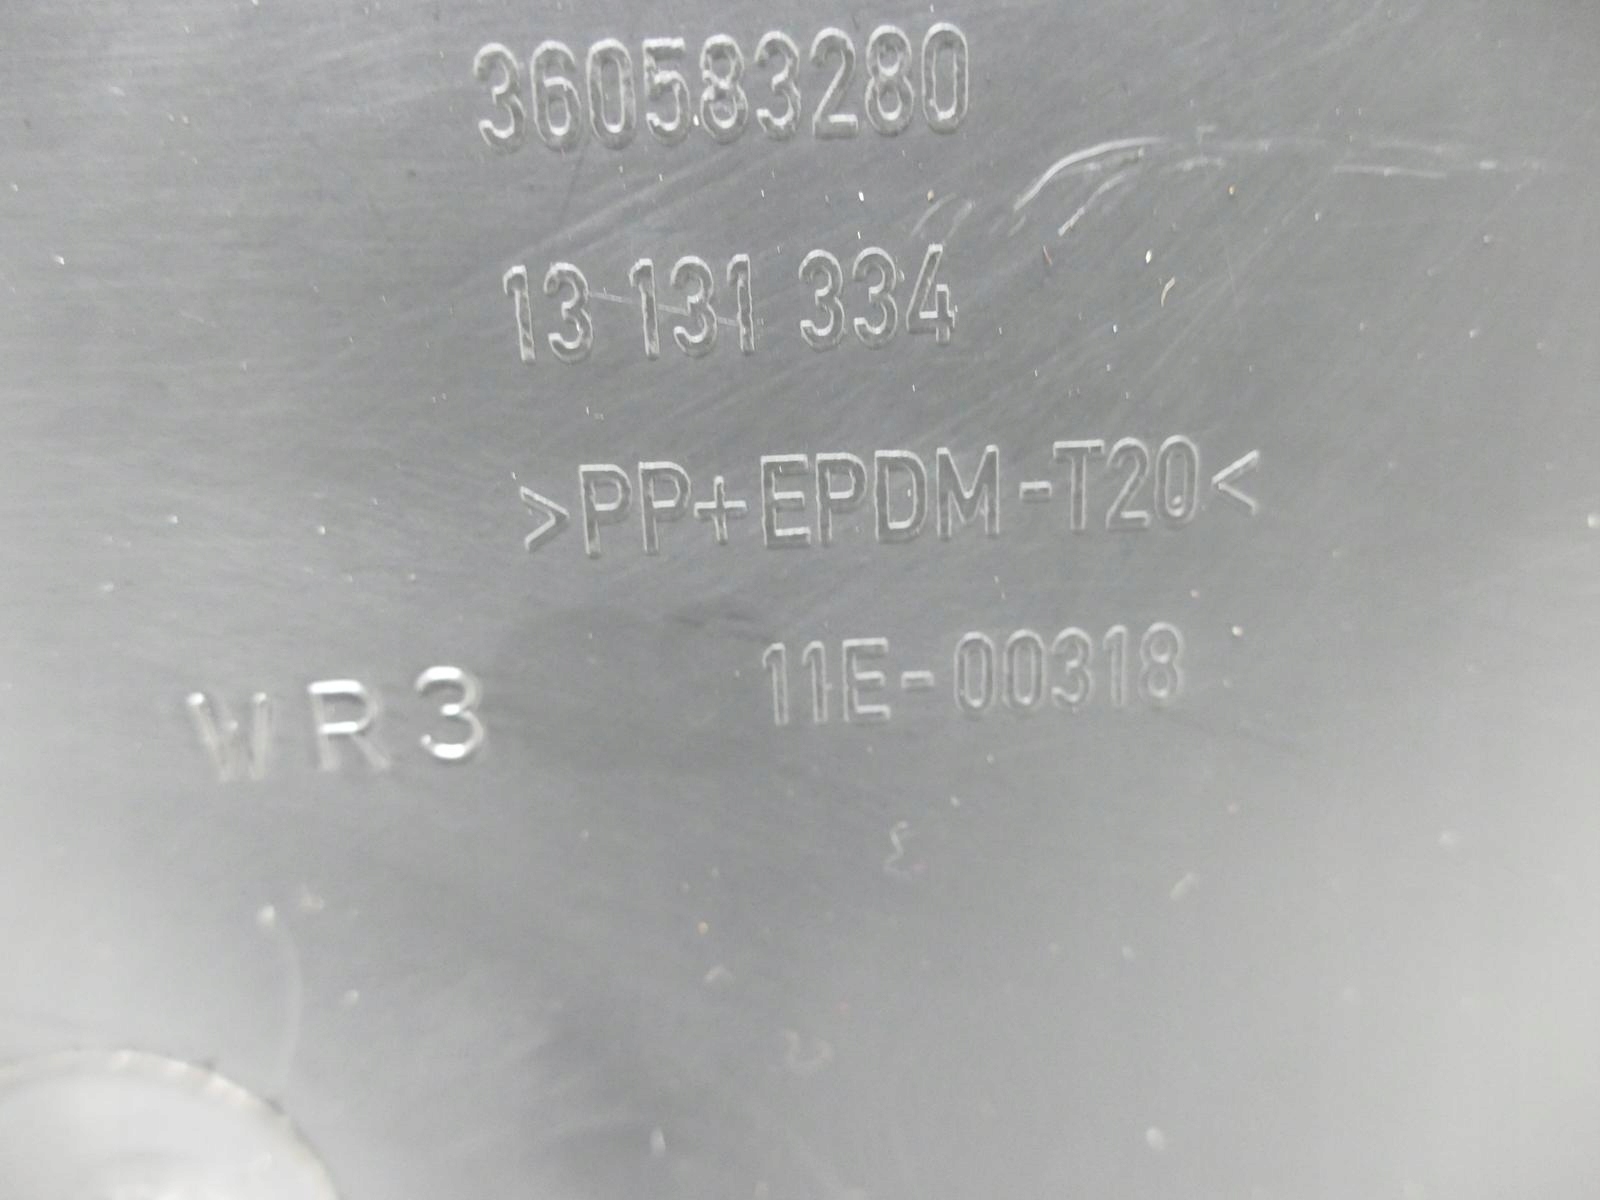 360583280
13 131 334
>PP+EPDM-T20<
11E-00318
WR3